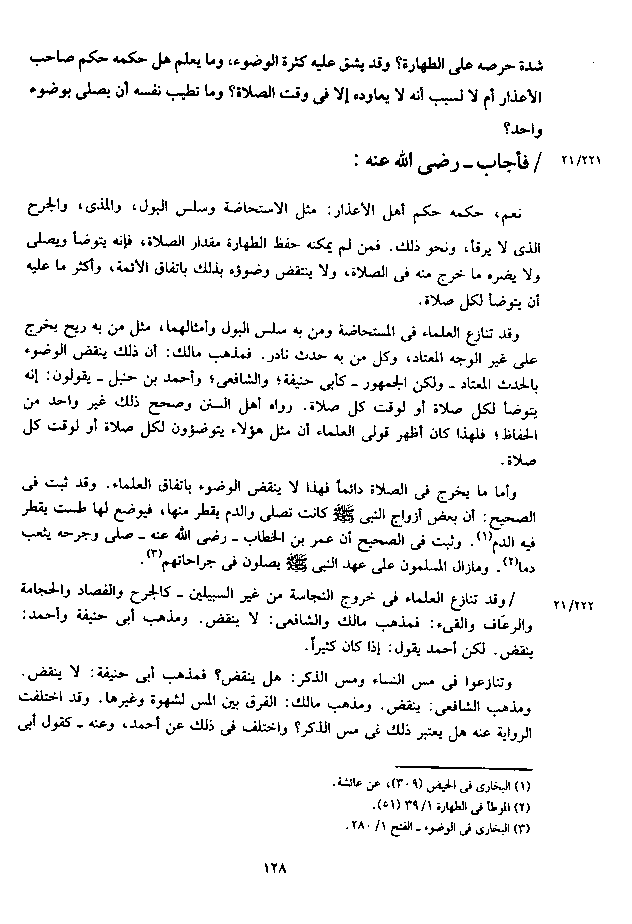 شدة حرصه على الطهارة؟ وقد يشق عليه كثرة الوضوء، وما يعلم هل حكمه حكم صاحب
الأعذار أم لا لسبب أنه لا يعاوده إلا فى وقت الصلاة؟ وما تطيب نفسه أن يصلى بوضوء
واحد؟
٢١/٢٢١ / فأجاب ـ رضى الله عنه :
نعم، حكمه حكم أهل الأعذار: مثل الاستحاضة وسلس البول، والمذى، والجرح
الذى لا يرقأ، ونحو ذلك. فمن لم يمكنه حفظ الطهارة مقدار الصلاة، فإنه يتوضأ ويصلى
ولا يضره ما خرج منه فى الصلاة، ولا ينتقض وضوؤه بذلك باتفاق الأئمة، وأكثر ما عليه
أن يتوضأ لكل صلاة.
وقد تنازع العلماء فى المستحاضة ومن به سلس البول وأمثالهما، مثل من به ريح يخرج
على غير الوجه المعتاد، وكل من به حدث نادر. فمذهب مالك: أن ذلك ينقض الوضوء
بالحدث المعتاد ـ ولكن الجمهور ـ كأبي حنيفة؛ والشافعى؛ وأحمد بن حنبل ـ يقولون: إنه
يتوضأ لكل صلاة أو لوقت كل صلاة. رواه أهل السنن وصحح ذلك غير واحد من
الحفاظ؛ فلهذا كان أظهر قولى العلماء أن مثل هؤلاء يتوضؤون لكل صلاة أو لوقت كل
صلاة.
وأما ما يخرج فى الصلاة دائماً فهذا لا ينقض الوضوء باتفاق العلماء. وقد ثبت فى
الصحيح: أن بعض أزواج النبى ﷺ كانت تصلى والدم يقطر منها، فيوضع لها طست يقطر
فيه الدم(١). وثبت فى الصحيح أن عمر بن الخطاب ـ رضى الله عنه ـ صلى وجرحه يثعب
دما(٢). ومازال المسلمون على عهد النبى ﷺ يصلون فى جراحاتهم(٣).
٢١/٢٢٢ / وقد تنازع العلماء فى خروج النجاسة من غير السبيلين ـ كالجرح والفصاد والحجامة
والرعاف والقىء: فمذهب مالك والشافعى: لا ينقض. ومذهب أبى حنيفة وأحمد:
ينقض. لكن أحمد يقول: إذا كان كثيراً.
وتنازعوا فى مس النساء ومس الذكر: هل ينقض؟ فمذهب أبى حنيفة: لا ينقض.
ومذهب الشافعى: ينقض. ومذهب مالك: الفرق بين المس لشهوة وغيرها. وقد اختلفت
الرواية عنه هل يعتبر ذلك فى مس الذكر؟ واختلف فى ذلك عن أحمد، وعنه ـ كقول أبى
(١) البخارى فى الحيض (٣٠٩)، عن عائشة.
(٢) الموطأ فى الطهارة ١/ ٣٩ (٥١).
(٣) البخارى فى الوضوء ـ الفتح ١/ ٢٨٠.
١٢٨